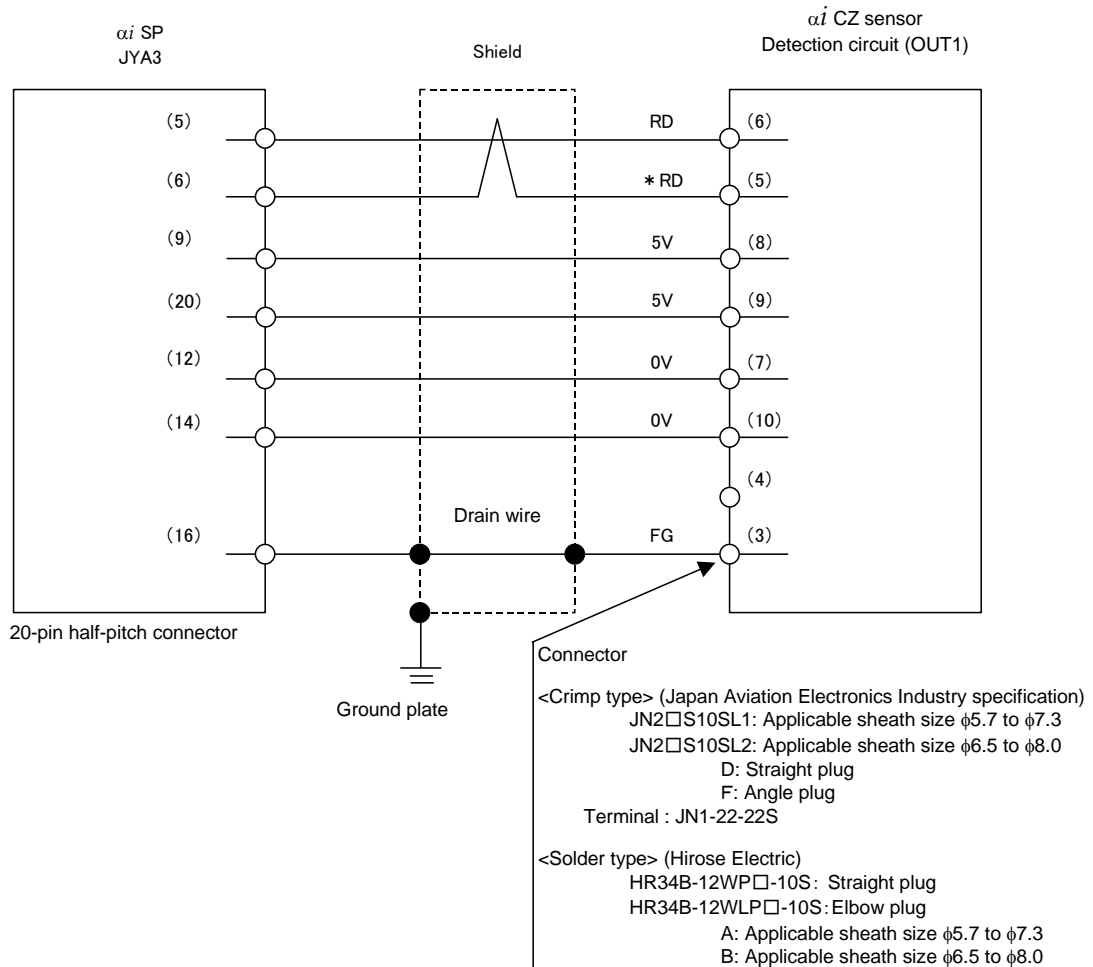 αi SP
JYA3
Shield
αi CZ sensor
Detection circuit (OUT1)
(5) RD (6)
(6) *RD (5)
(9) 5V (8)
(20) 5V (9)
(12) 0V (7)
(14) 0V (10)
(4)
Drain wire
(16) FG (3)
20-pin half-pitch connector
Ground plate
Connector
<Crimp type> (Japan Aviation Electronics Industry specification)
JN2□S10SL1: Applicable sheath size ϕ5.7 to ϕ7.3
JN2□S10SL2: Applicable sheath size ϕ6.5 to ϕ8.0
D: Straight plug
F: Angle plug
Terminal : JN1-22-22S
<Solder type> (Hirose Electric)
HR34B-12WP□-10S: Straight plug
HR34B-12WLP□-10S:Elbow plug
A: Applicable sheath size ϕ5.7 to ϕ7.3
B: Applicable sheath size ϕ6.5 to ϕ8.0